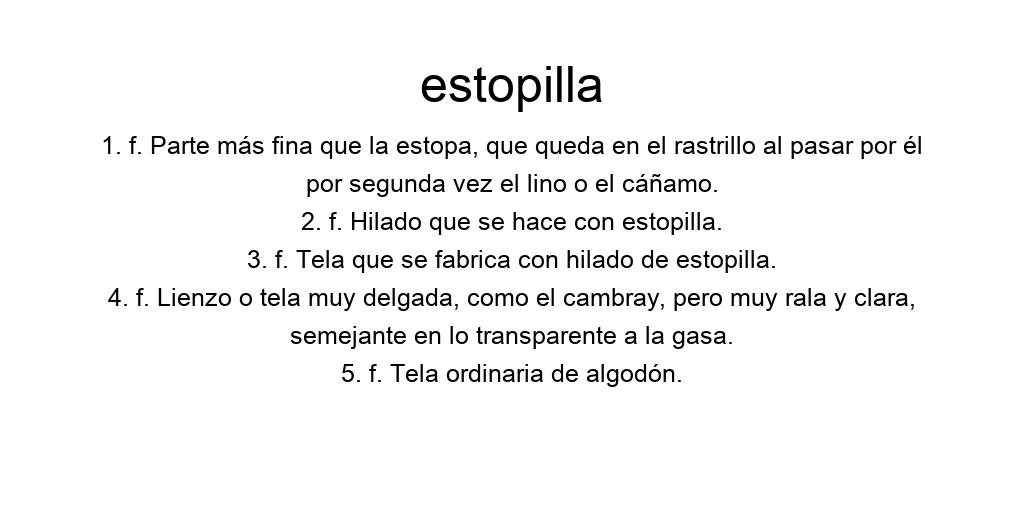 estopilla
1. f. Parte más fina que la estopa, que queda en el rastrillo al pasar por él
por segunda vez el lino o el cáñamo.
2. f. Hilado que se hace con estopilla.
3. f. Tela que se fabrica con hilado de estopilla.
4. f. Lienzo o tela muy delgada, como el cambray, pero muy rala y clara,
semejante en lo transparente a la gasa.
5. f. Tela ordinaria de algodón.